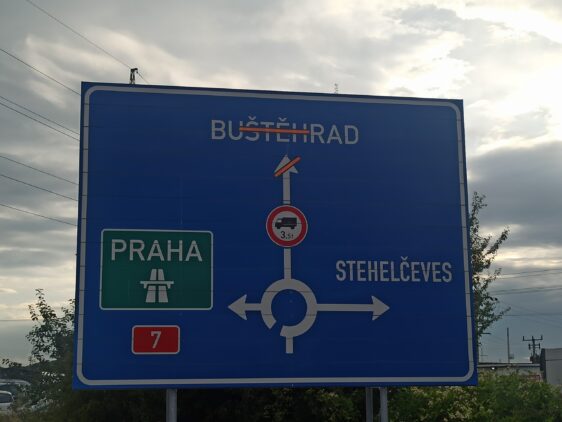 BUŠTĚHRAD
3,5t
PRAHA
STEHELČEVES
7